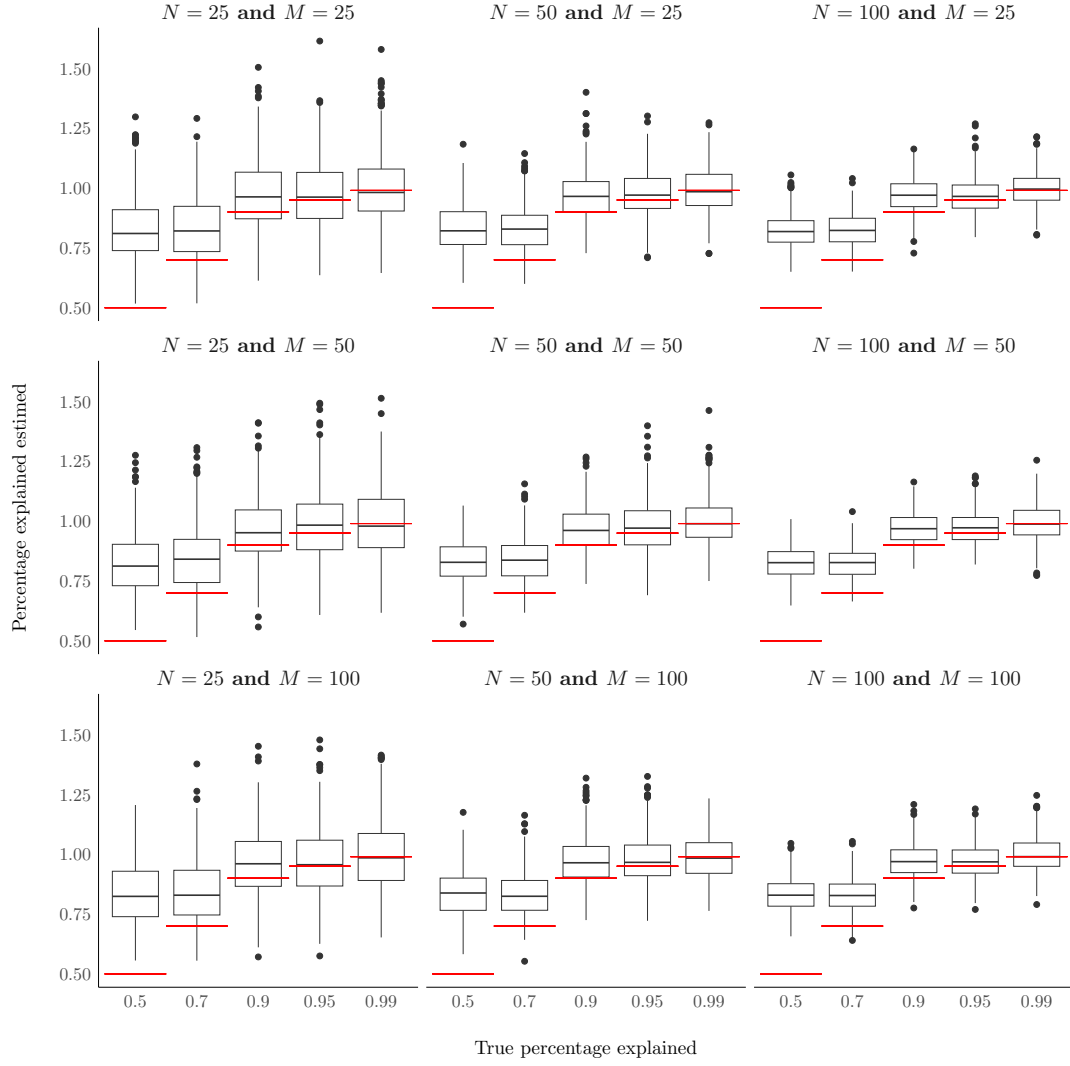 N = 25 and M = 25 N = 50 and M = 25 N = 100 and M = 25
1.50
1.25
1.00
0.75
0.50
N = 25 and M = 50 N = 50 and M = 50 N = 100 and M = 50
1.50
1.25
1.00
0.75
0.50
Percentage explained estimed
N = 25 and M = 100 N = 50 and M = 100 N = 100 and M = 100
1.50
1.25
1.00
0.75
0.50
0.5 0.7 0.9 0.95 0.99 0.5 0.7 0.9 0.95 0.99 0.5 0.7 0.9 0.95 0.99
True percentage explained